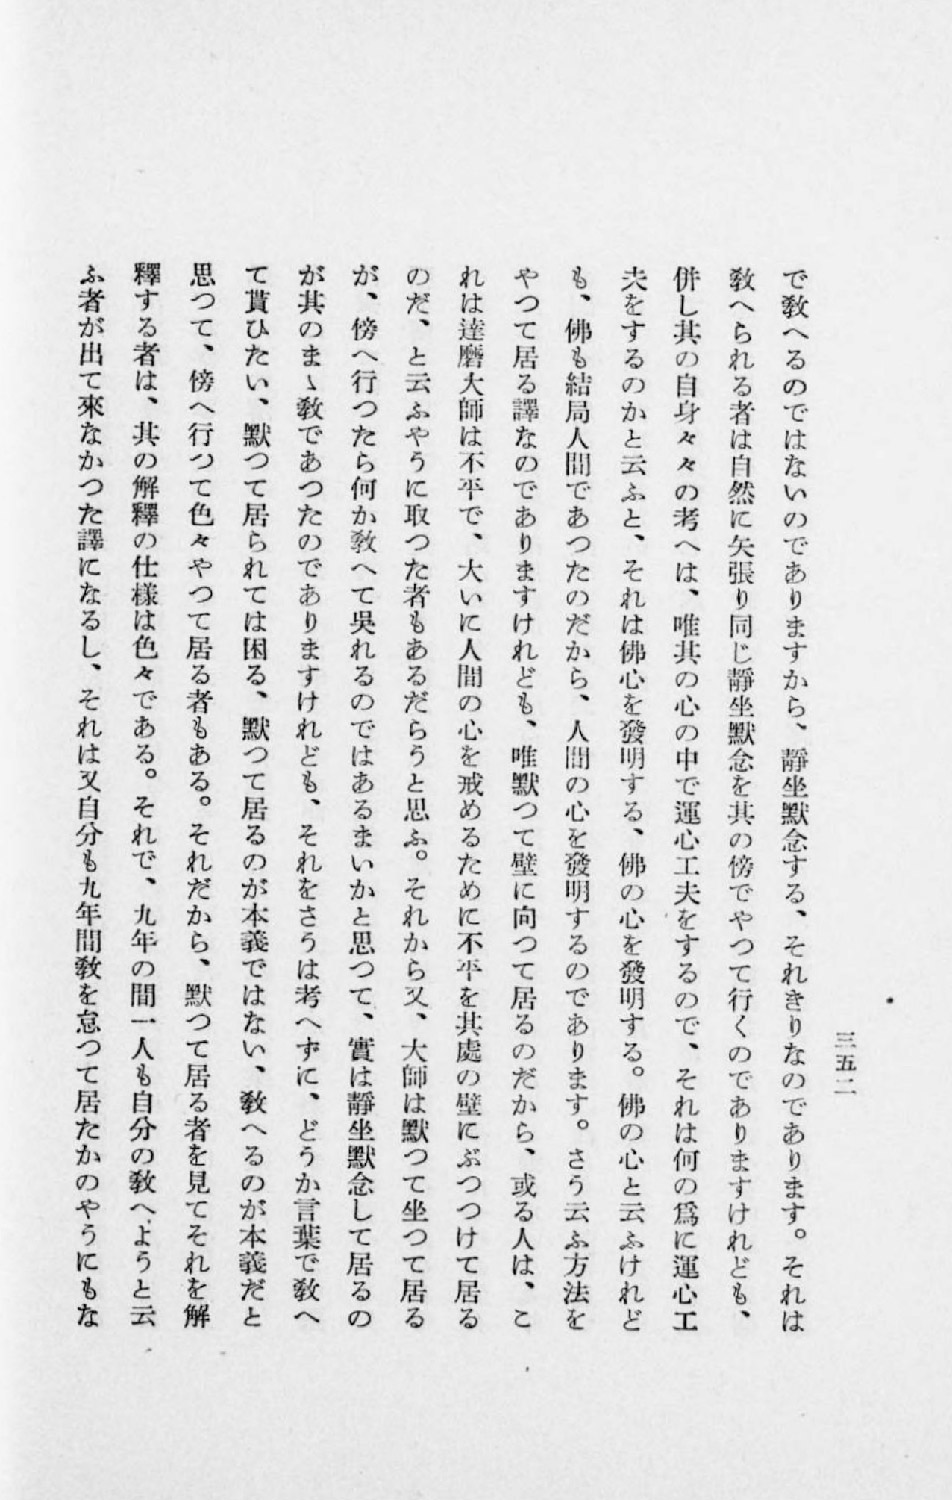 三五二
で敎へるのではないのでありますから、靜坐默念する、それきりなのであります。それは
敎へられる者は自然に矢張り同じ靜坐默念を其の傍でやつて行くのでありますけれども、
併し其の自身々々の考へは、唯其の心の中で運心工夫をするので、それは何の爲に運心工
夫をするのかと云ふと、それは佛心を發明する、佛の心を發明する。佛の心と云ふけれど
も、佛も結局人間であつたのだから、人間の心を發明するのであります。さう云ふ方法を
やつて居る譯なのでありますけれども、唯默つて壁に向つて居るのだから、或る人は、こ
れは達磨大師は不平で、大いに人間の心を戒めるために不平を其處の壁にぶつつけて居る
のだ、と云ふやうに取つた者もあるだらうと思ふ。それから又、大師は默つて坐つて居る
が、傍へ行つたら何か敎へて吳れるのではあるまいかと思つて、實は靜坐默念して居るの
が其のまゝ敎であつたのでありますけれども、それをさうは考へずに、どうか言葉で敎へ
て貰ひたい、默つて居られては困る、默つて居るのが本義ではない、敎へるのが本義だと
思つて、傍へ行つて色々やつて居る者もある。それだから、默つて居る者を見てそれを解
釋する者は、其の解釋の仕樣は色々である。それで、九年の間一人も自分の敎へようと云
ふ者が出て來なかつた譯になるし、それは又自分も九年間敎を怠つて居たかのやうにもな